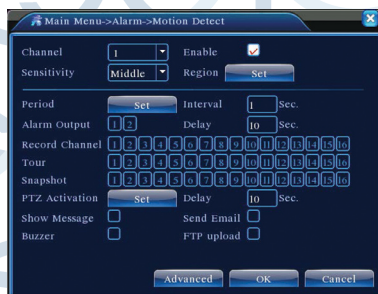 Main Menu->Alarm->Motion Detect
Channel 1 Enable
Sensitivity Middle Region Set
Period Set Interval 1 Sec.
Alarm Output 1 2 Delay 10 Sec.
Record Channel 1 2 3 4 5 6 7 8 9 10 11 12 13 14 15 16
Tour 1 2 3 4 5 6 7 8 9 10 11 12 13 14 15 16
Snapshot 1 2 3 4 5 6 7 8 9 10 11 12 13 14 15 16
PTZ Activation Set Delay 10 Sec.
Show Message Send Email
Buzzer FTP upload
Advanced OK Cancel